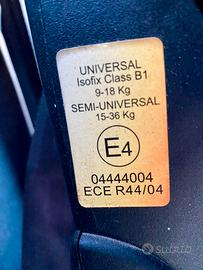 UNIVERSAL
Isofix Class B1
9-18 Kg
SEMI-UNIVERSAL
15-36 Kg
E4
04444004
ECE R44/04
subito